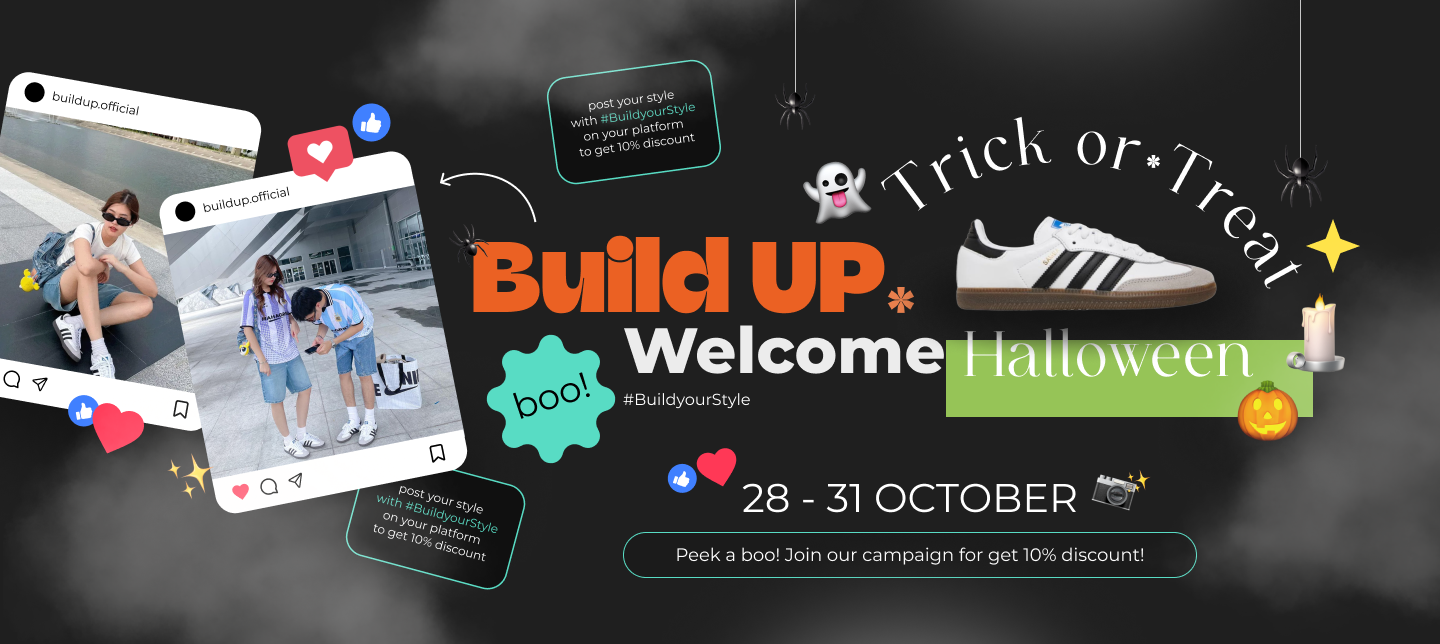 buildup.official
buildup.official
post your style
with #BuildyourStyle
on your platform
to get 10% discount
Trick or*Treat
Build UP*
Welcome Halloween
boo!
#BuildyourStyle
post your style
with #BuildyourStyle
on your platform
to get 10% discount
28 - 31 OCTOBER
Peek a boo! Join our campaign for get 10% discount!